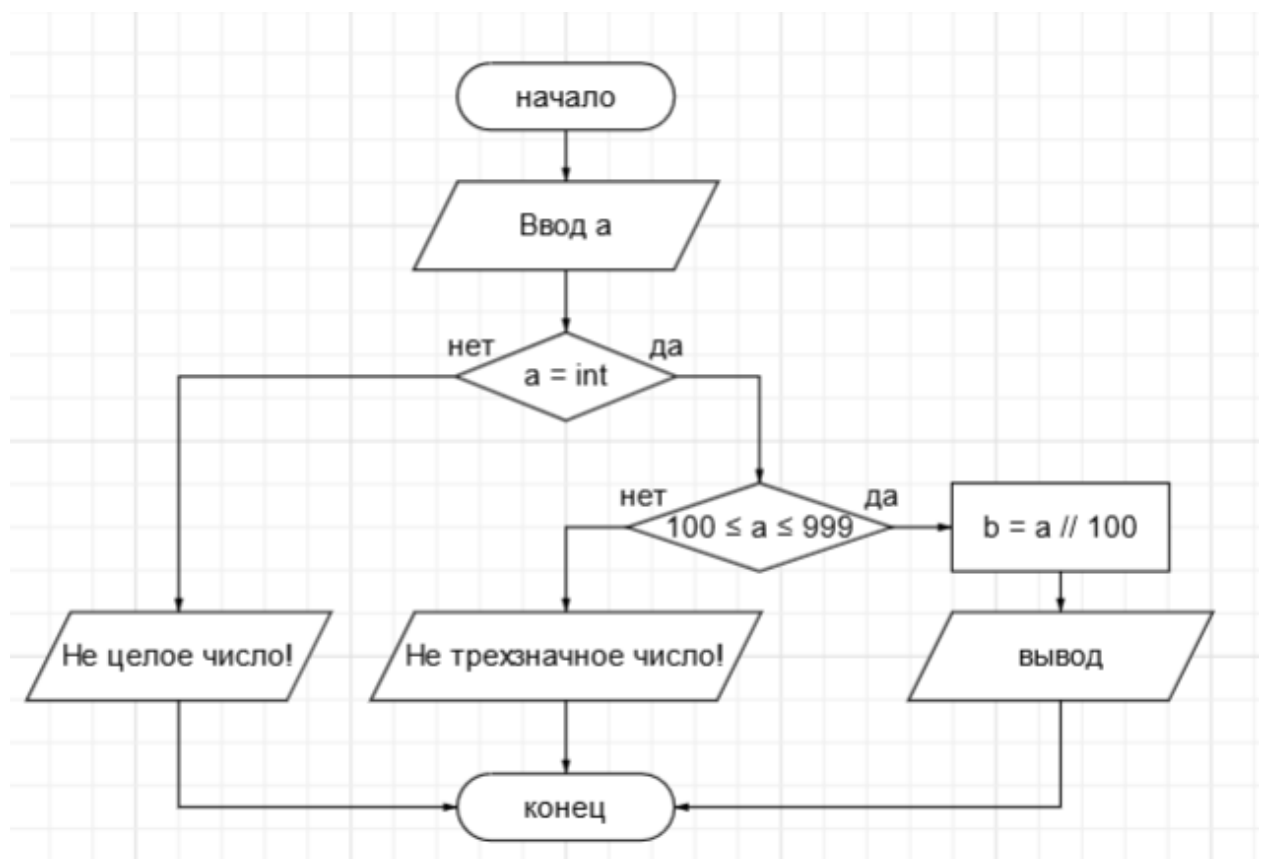 начало
Ввод a
нет
да
a = int
нет
да
100 ≤ a ≤ 999
b = a // 100
Не целое число!
Не трехзначное число!
вывод
конец